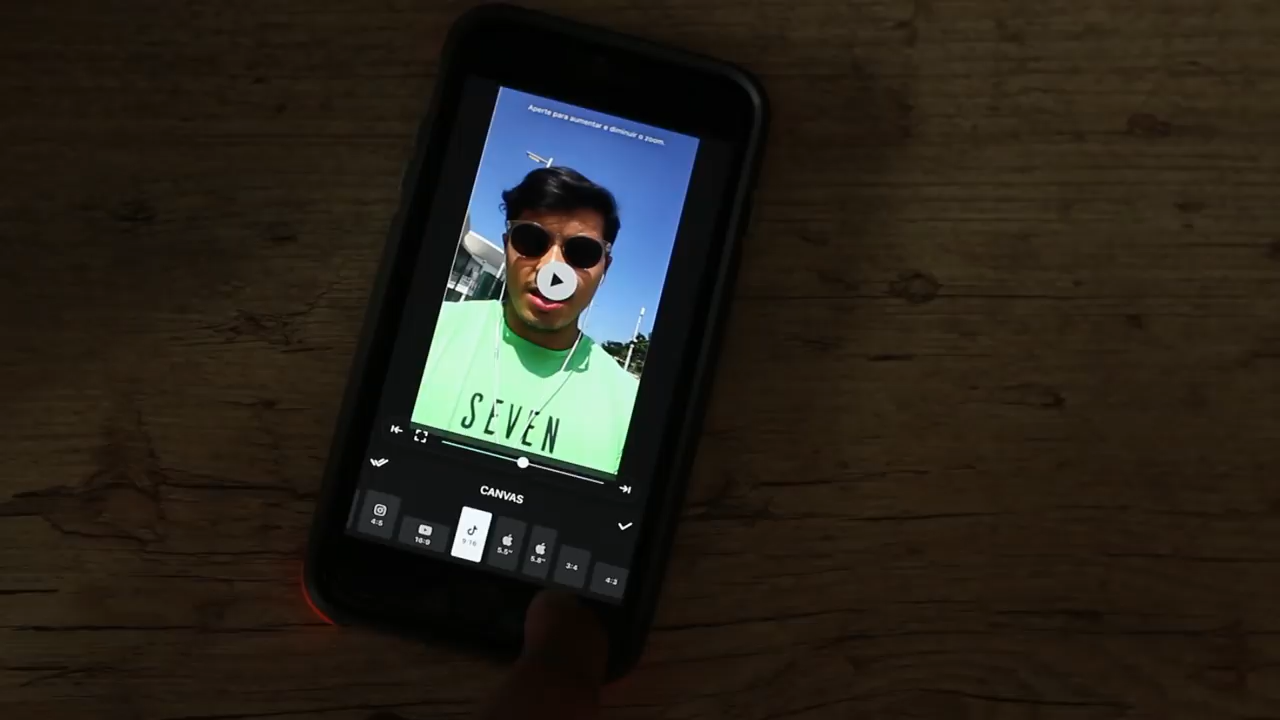 Aperte para aumentar e diminuir o zoom.
SEVEN
CANVAS
4:5
16:9
9:16
5.5"
5.8"
3:4
4:3